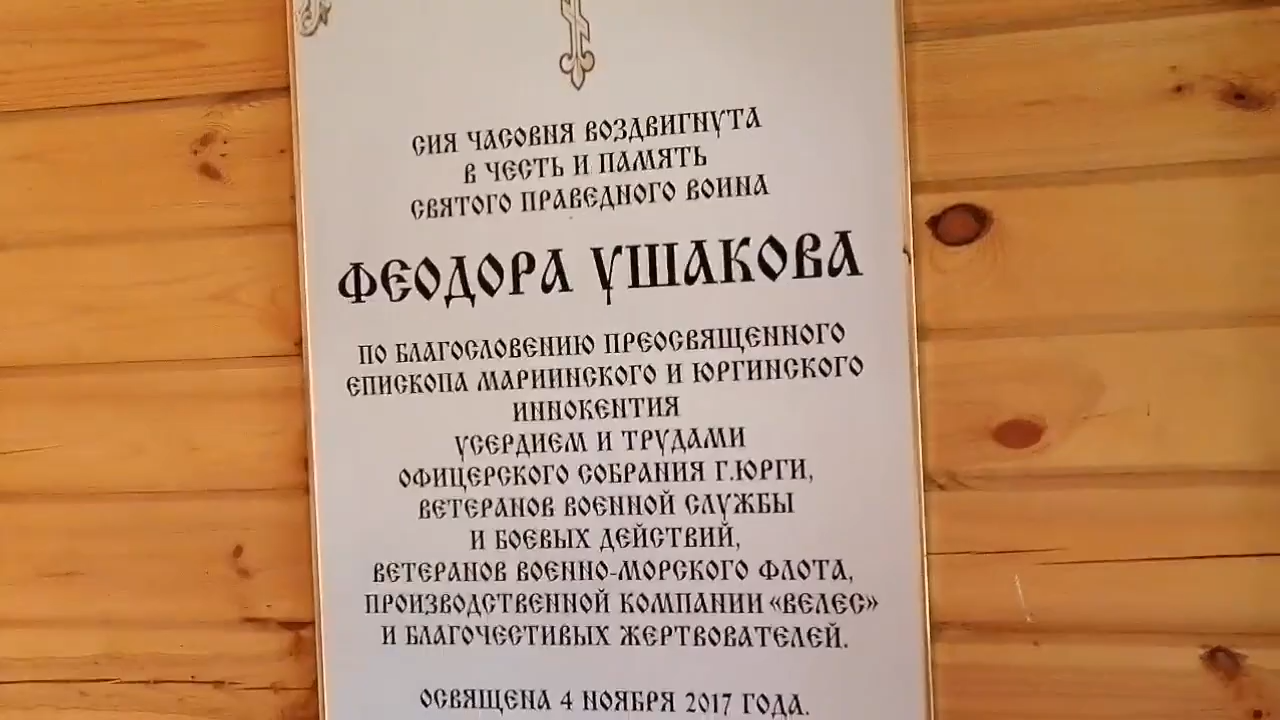 СИЯ ЧАСОВНЯ ВОЗДВИГНУТА
В ЧЕСТЬ И ПАМЯТЬ
СВЯТОГО ПРАВЕДНОГО ВОИНА
ФЕОДОРА УШАКОВА
ПО БЛАГОСЛОВЕНИЮ ПРЕОСВЯЩЕННОГО
ЕПИСКОПА МАРИИНСКОГО И ЮРГИНСКОГО
ИННОКЕНТИЯ
УСЕРДИЕМ И ТРУДАМИ
ОФИЦЕРСКОГО СОБРАНИЯ Г.ЮРГИ,
ВЕТЕРАНОВ ВОЕННОЙ СЛУЖБЫ
И БОЕВЫХ ДЕЙСТВИЙ,
ВЕТЕРАНОВ ВОЕННО-МОРСКОГО ФЛОТА,
ПРОИЗВОДСТВЕННОЙ КОМПАНИИ «ВЕЛЕС»
И БЛАГОЧЕСТИВЫХ ЖЕРТВОВАТЕЛЕЙ.
ОСВЯЩЕНА 4 НОЯБРЯ 2017 ГОДА.